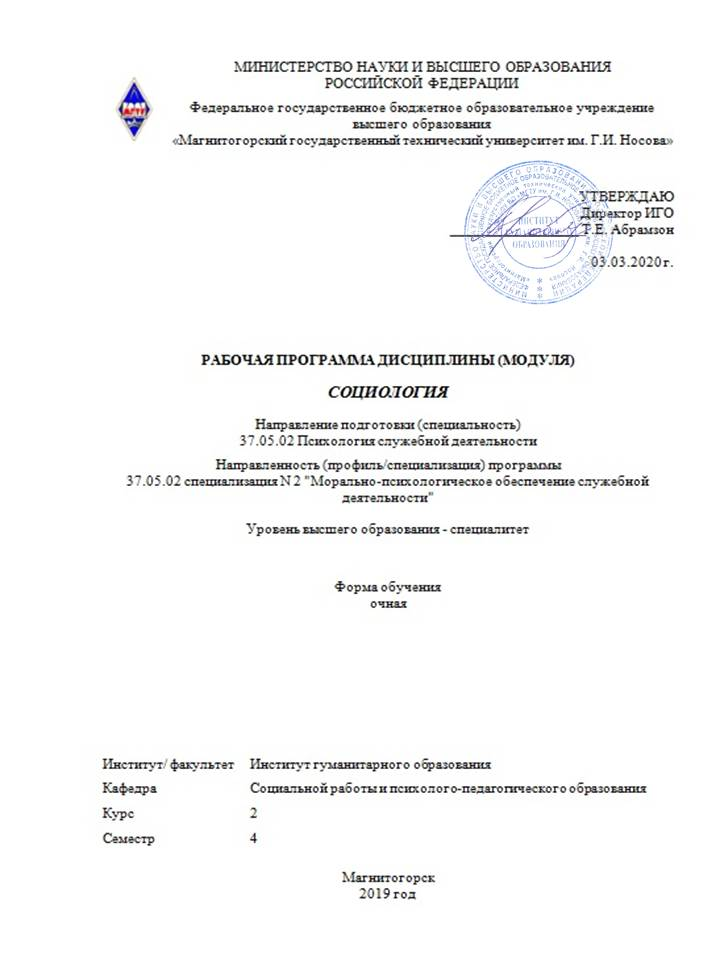 МИНИСТЕРСТВО НАУКИ И ВЫСШЕГО ОБРАЗОВАНИЯ
РОССИЙСКОЙ ФЕДЕРАЦИИ
Федеральное государственное бюджетное образовательное учреждение
высшего образования
«Магнитогорский государственный технический университет им. Г.И. Носова»
УТВЕРЖДАЮ
Директор ИГО
Т.Е. Абрамзон
03.03.2020 г.
ИНСТИТУТ
ОБРАЗОВАНИЯ
РАБОЧАЯ ПРОГРАММА ДИСЦИПЛИНЫ (МОДУЛЯ)
СОЦИОЛОГИЯ
Направление подготовки (специальность)
37.05.02 Психология служебной деятельности
Направленность (профиль/специализация) программы
37.05.02 специализация N 2 "Морально-психологическое обеспечение служебной
деятельности"
Уровень высшего образования - специалитет
Форма обучения
очная
Институт/ факультет Институт гуманитарного образования
Кафедра Социальной работы и психолого-педагогического образования
Курс 2
Семестр 4
Магнитогорск
2019 год